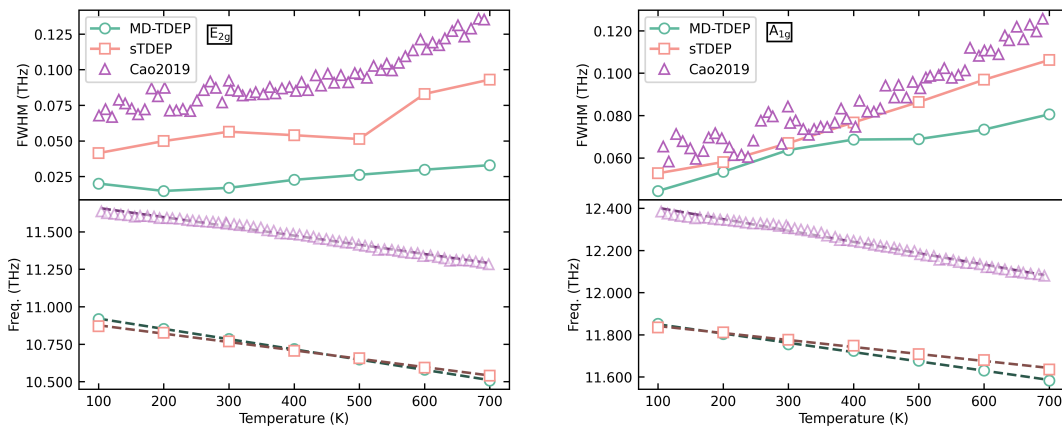 MD-TDEP
sTDEP
Cao2019
E2g
FWHM (THz)
0.125
0.100
0.075
0.050
0.025
Freq. (THz)
11.500
11.250
11.000
10.750
10.500
100 200 300 400 500 600 700
Temperature (K)
MD-TDEP
sTDEP
Cao2019
A1g
FWHM (THz)
0.120
0.100
0.080
0.060
Freq. (THz)
12.400
12.200
12.000
11.800
11.600
100 200 300 400 500 600 700
Temperature (K)